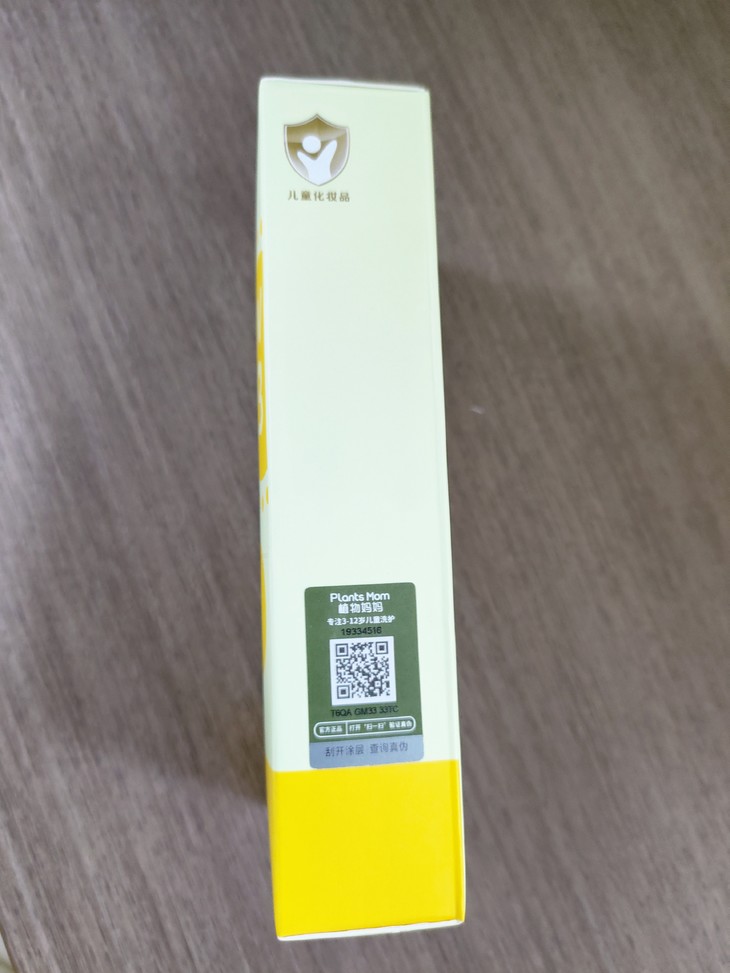 儿童化妆品
Plants Mom
植物妈妈
专注3-12岁儿童洗护
19334516
T6QA GM33 33TC
官方正品 打开“扫一扫”验证真伪
刮开涂层 查询真伪